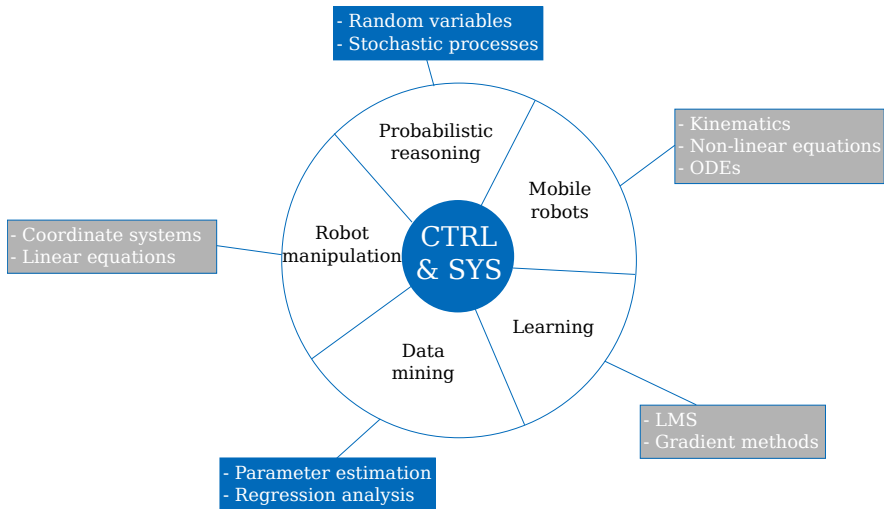 - Random variables
- Stochastic processes
Probabilistic
reasoning
- Kinematics
- Non-linear equations
- ODEs
Mobile
robots
- Coordinate systems
- Linear equations
Robot
manipulation
CTRL
& SYS
Learning
Data
mining
- LMS
- Gradient methods
- Parameter estimation
- Regression analysis